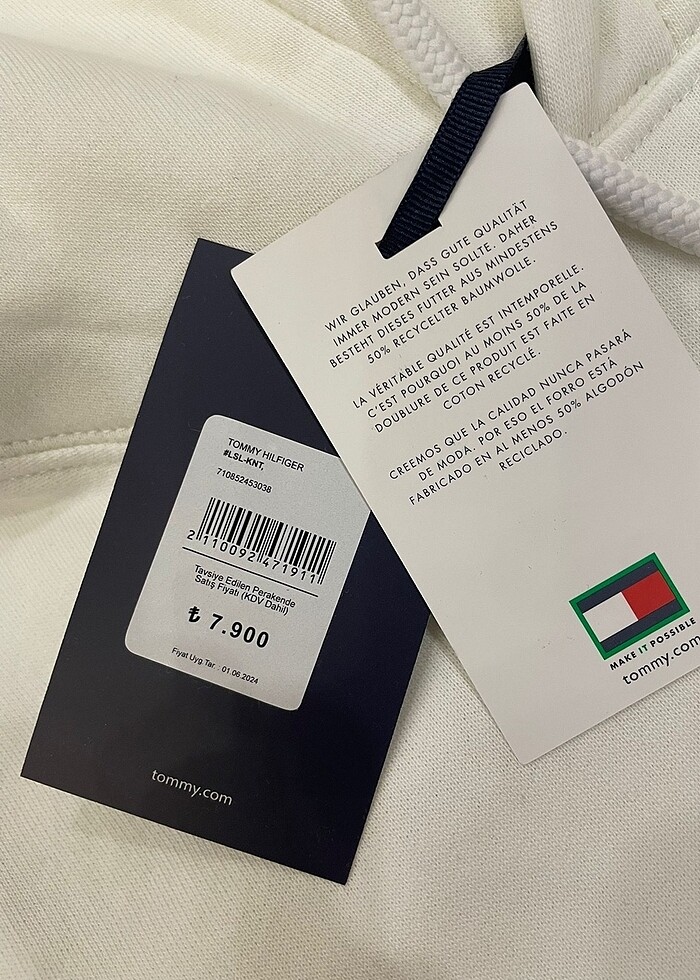 WIR GLAUBEN, DASS GUTE QUALITÄT
IMMER MODERN SEIN SOLLTE. DAHER
BESTEHT DIESES FUTTER AUS MINDESTENS
50% RECYCELTER BAUMWOLLE.
LA VÉRITABLE QUALITÉ EST INTEMPORELLE.
C'EST POURQUOI AU MOINS 50% DE LA
DOUBLURE DE CE PRODUIT EST FAITE EN
COTON RECYCLÉ.
CREEMOS QUE LA CALIDAD NUNCA PASARÁ
DE MODA. POR ESO EL FORRO ESTÁ
FABRICADO EN AL MENOS 50% ALGODÓN
RECICLADO.
MAKE IT POSSIBLE
tommy.com
TOMMY HILFIGER
#LSL-KNT,
710852453038
2110092471911
Tavsiye Edilen Perakende
Satış Fiyatı (KDV Dahil)
₺ 7.900
Fiyat Uyg.Tar. : 01.06.2024
tommy.com